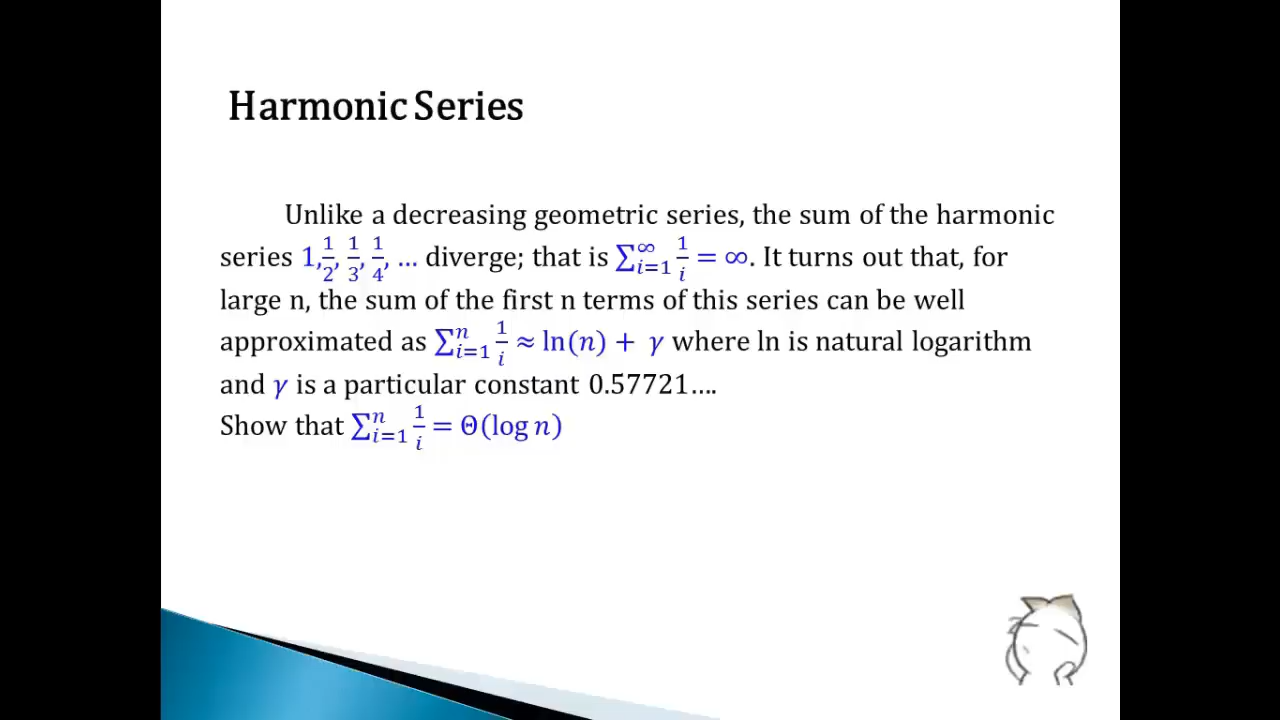 Harmonic Series
Unlike a decreasing geometric series, the sum of the harmonic
series 1, 1/2, 1/3, 1/4, … diverge; that is ∑_{i=1}^{∞} 1/i = ∞. It turns out that, for
large n, the sum of the first n terms of this series can be well
approximated as ∑_{i=1}^{n} 1/i ≈ ln(n) + γ where ln is natural logarithm
and γ is a particular constant 0.57721….
Show that ∑_{i=1}^{n} 1/i = Θ(log n)